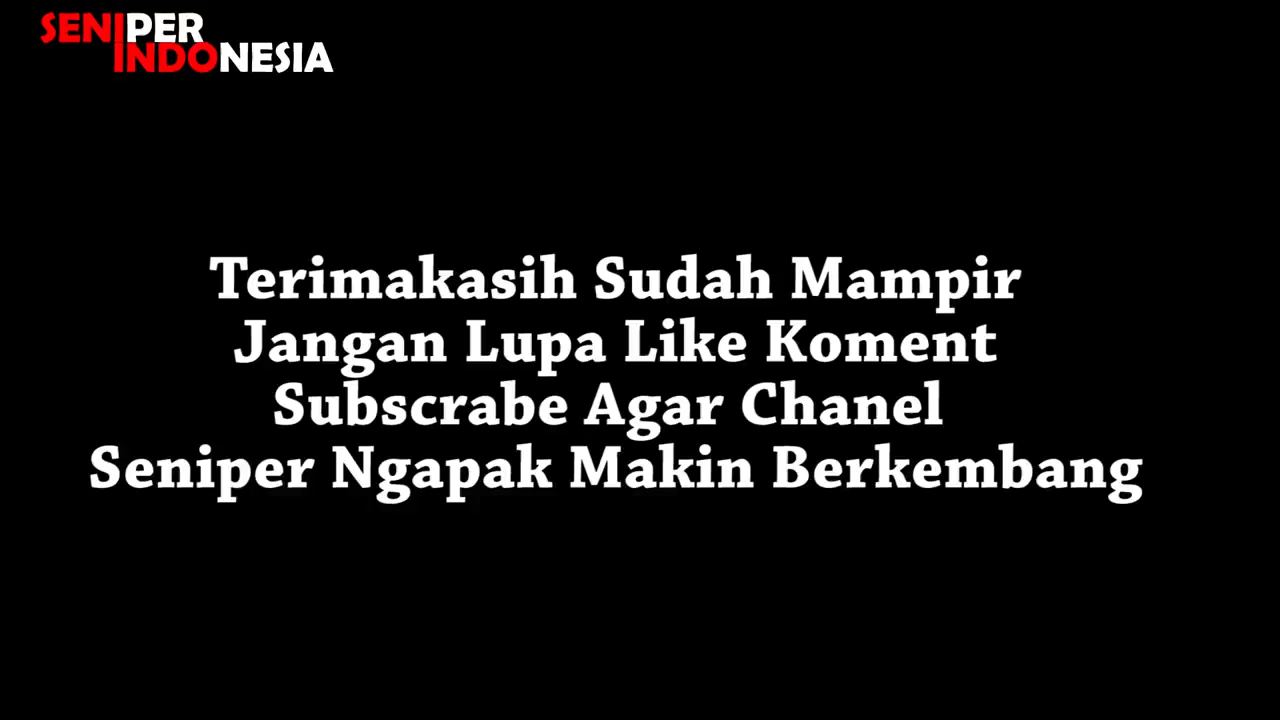 SENIPER
INDONESIA
Terimakasih Sudah Mampir
Jangan Lupa Like Koment
Subscrabe Agar Chanel
Seniper Ngapak Makin Berkembang